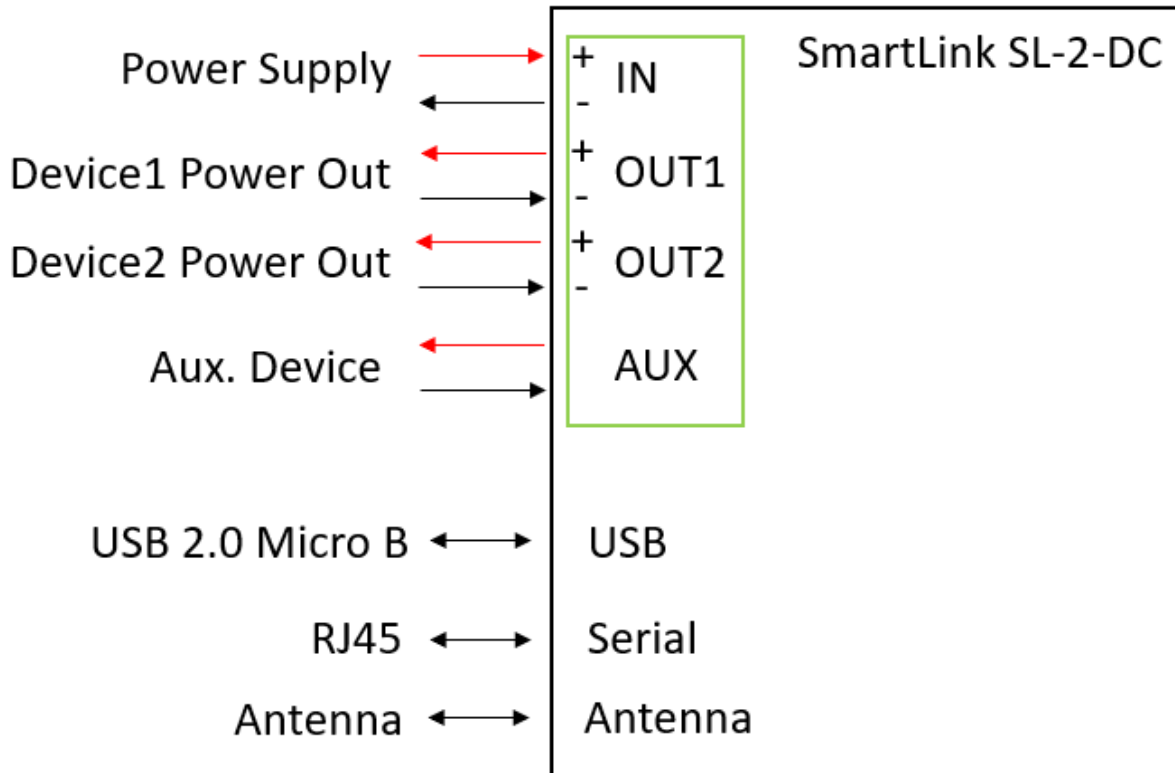 SmartLink SL-2-DC
Power Supply + IN -
Device1 Power Out + OUT1 -
Device2 Power Out + OUT2 -
Aux. Device AUX
USB 2.0 Micro B USB
RJ45 Serial
Antenna Antenna